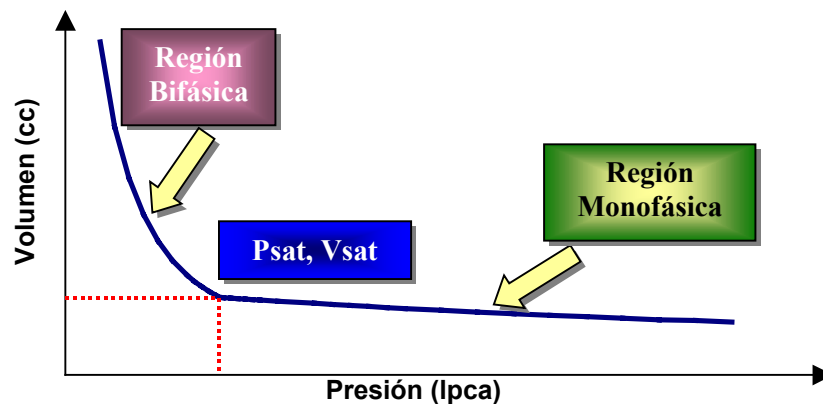 Región
Bifásica
Volumen (cc)
Región
Monofásica
Psat, Vsat
Presión (lpca)